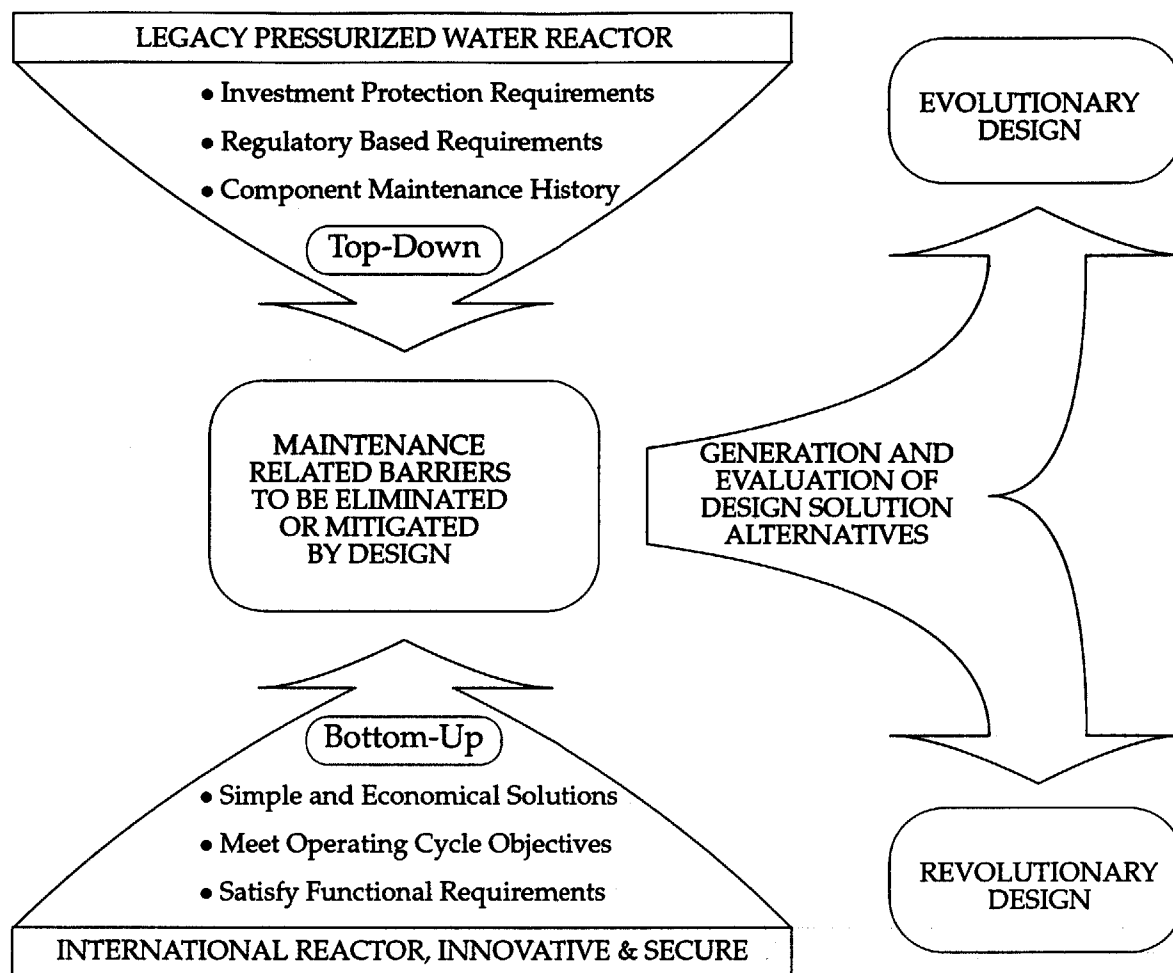 LEGACY PRESSURIZED WATER REACTOR
• Investment Protection Requirements
• Regulatory Based Requirements
• Component Maintenance History
Top-Down
MAINTENANCE
RELATED BARRIERS
TO BE ELIMINATED
OR MITIGATED
BY DESIGN
Bottom-Up
• Simple and Economical Solutions
• Meet Operating Cycle Objectives
• Satisfy Functional Requirements
INTERNATIONAL REACTOR, INNOVATIVE & SECURE
GENERATION AND
EVALUATION OF
DESIGN SOLUTION
ALTERNATIVES
EVOLUTIONARY
DESIGN
REVOLUTIONARY
DESIGN